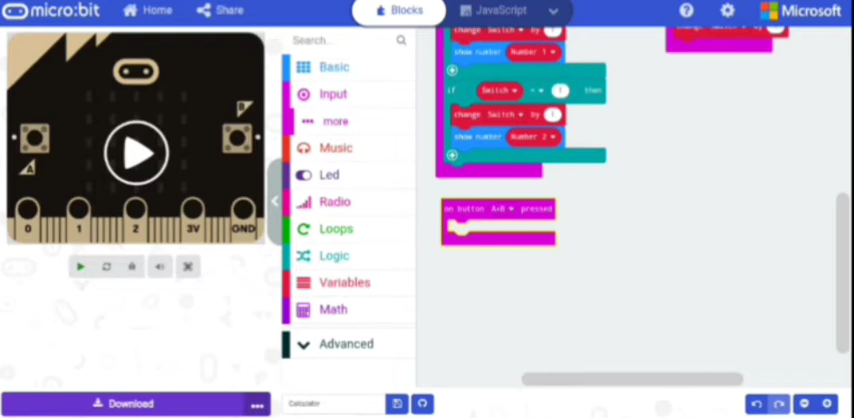 micro:bit Home Share Blocks JavaScript Microsoft
Search...
Basic
Input
more
Music
Led
Radio
Loops
Logic
Variables
Math
Advanced
A
B
0 1 2 3V GND
Download
Calculator
change Switch by 1
show number Number 1
if Switch = 1 then
change Switch by 1
show number Number 2
on button A+B pressed